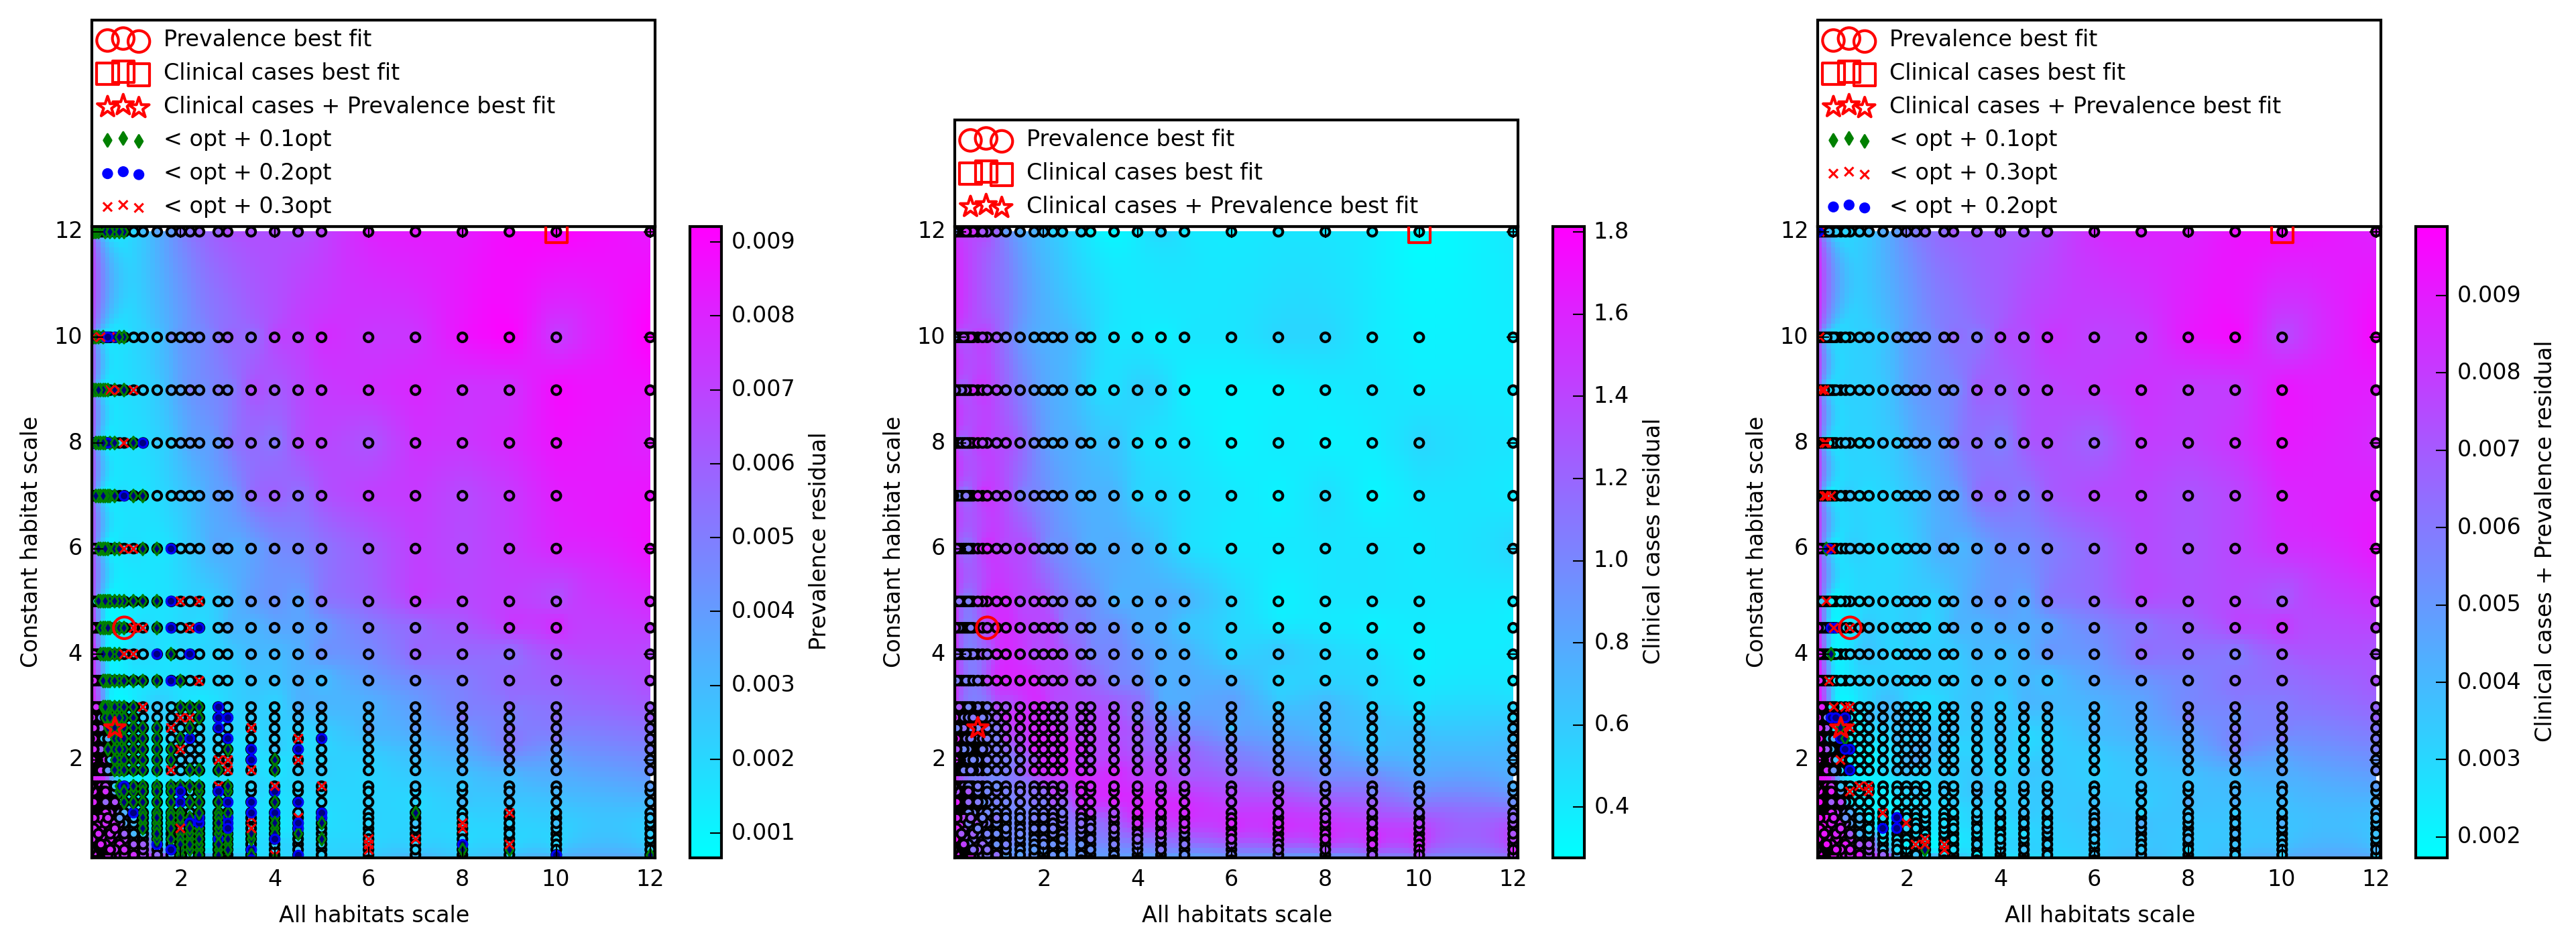 Prevalence best fit
Clinical cases best fit
Clinical cases + Prevalence best fit
< opt + 0.1opt
< opt + 0.2opt
< opt + 0.3opt
12
10
8
6
4
2
Constant habitat scale
2 4 6 8 10 12
All habitats scale
0.009
0.008
0.007
0.006
0.005
0.004
0.003
0.002
0.001
Prevalence residual
Prevalence best fit
Clinical cases best fit
Clinical cases + Prevalence best fit
12
10
8
6
4
2
Constant habitat scale
2 4 6 8 10 12
All habitats scale
1.8
1.6
1.4
1.2
1.0
0.8
0.6
0.4
Clinical cases residual
Prevalence best fit
Clinical cases best fit
Clinical cases + Prevalence best fit
< opt + 0.1opt
< opt + 0.3opt
< opt + 0.2opt
12
10
8
6
4
2
Constant habitat scale
2 4 6 8 10 12
All habitats scale
0.009
0.008
0.007
0.006
0.005
0.004
0.003
0.002
Clinical cases + Prevalence residual